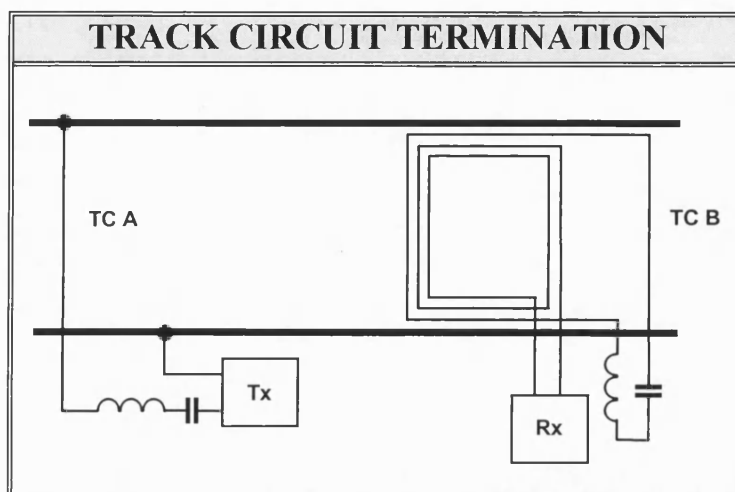 TRACK CIRCUIT TERMINATION
TC A
TC B
Tx
Rx